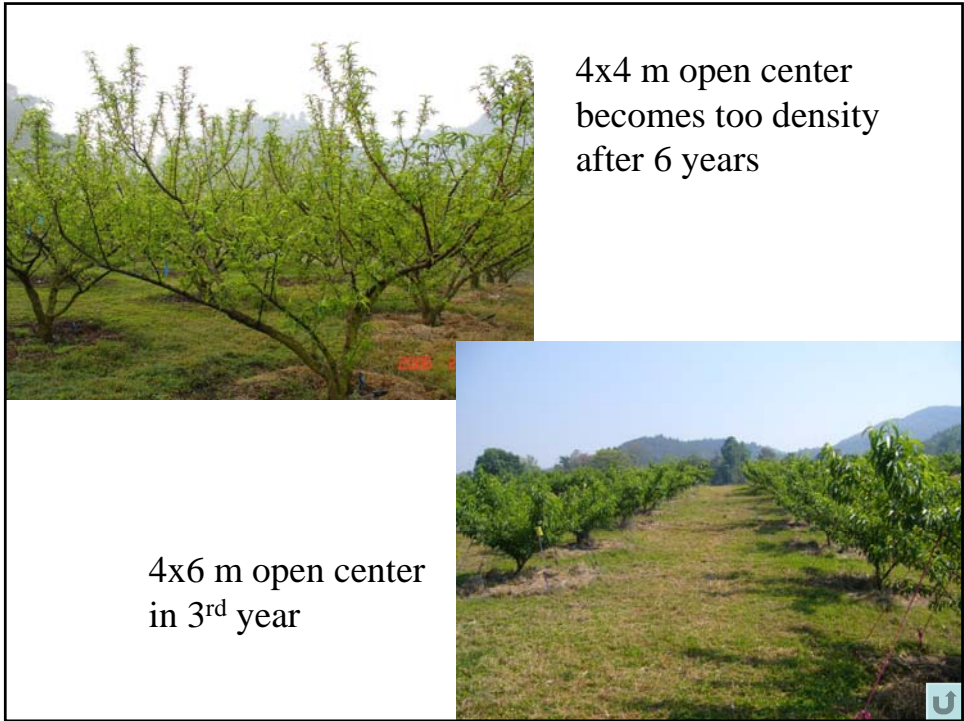 4x4 m open center
becomes too density
after 6 years
4x6 m open center
in 3rd year